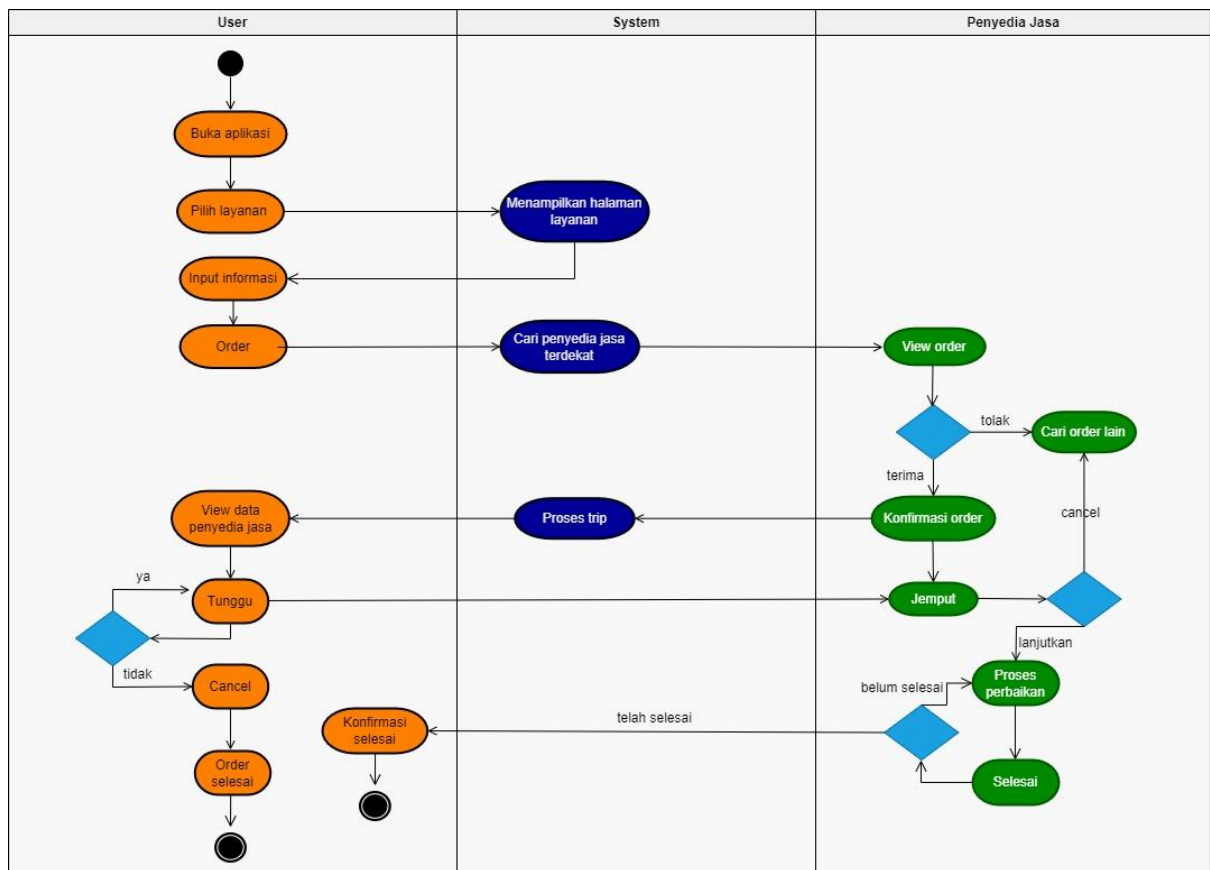 User
System
Penyedia Jasa
Buka aplikasi
Pilih layanan
Menampilkan halaman
layanan
Input informasi
Order
Cari penyedia jasa
terdekat
View order
tolak
Cari order lain
terima
View data
penyedia jasa
Proses trip
Konfirmasi order
cancel
ya
Tunggu
Jemput
lanjutkan
tidak
Cancel
belum selesai
Proses
perbaikan
Konfirmasi
selesai
telah selesai
Order
selesai
Selesai